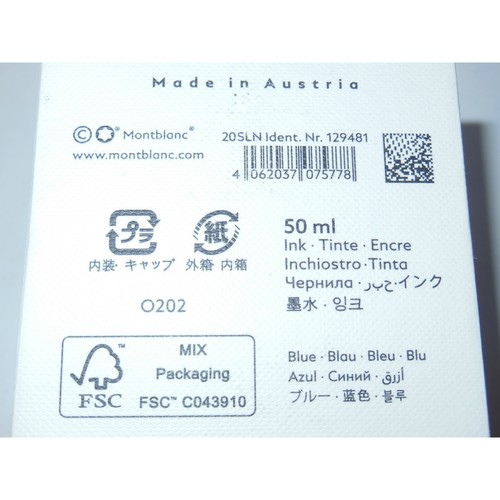 Made in Austria
© Montblanc®
www.montblanc.com
20SLN Ident. Nr. 129481
4 062037 075778
プラ
内装・キャップ
紙
外箱・内箱
O202
50 ml
Ink · Tinte · Encre
Inchiostro · Tinta
Чернила · حبر · インク
墨水 · 잉크
FSC
MIX
Packaging
FSC™ C043910
Blue · Blau · Bleu · Blu
Azul · Синий · أزرق
ブルー · 蓝色 · 블루